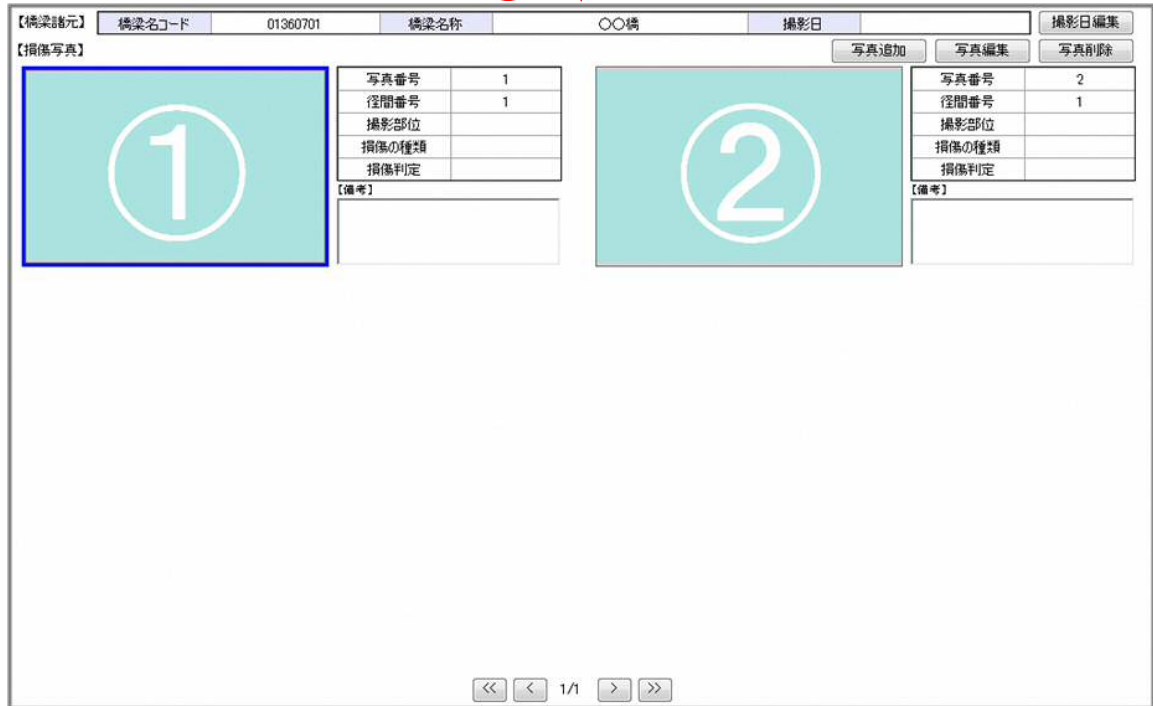 【橋梁諸元】 橋梁名コード 01360701 橋梁名称 〇〇橋 撮影日 撮影日編集
【損傷写真】 写真追加 写真編集 写真削除
①
写真番号 1
径間番号 1
撮影部位
損傷の種類
損傷判定
【備考】
②
写真番号 2
径間番号 1
撮影部位
損傷の種類
損傷判定
【備考】
<< < 1/1 > >>